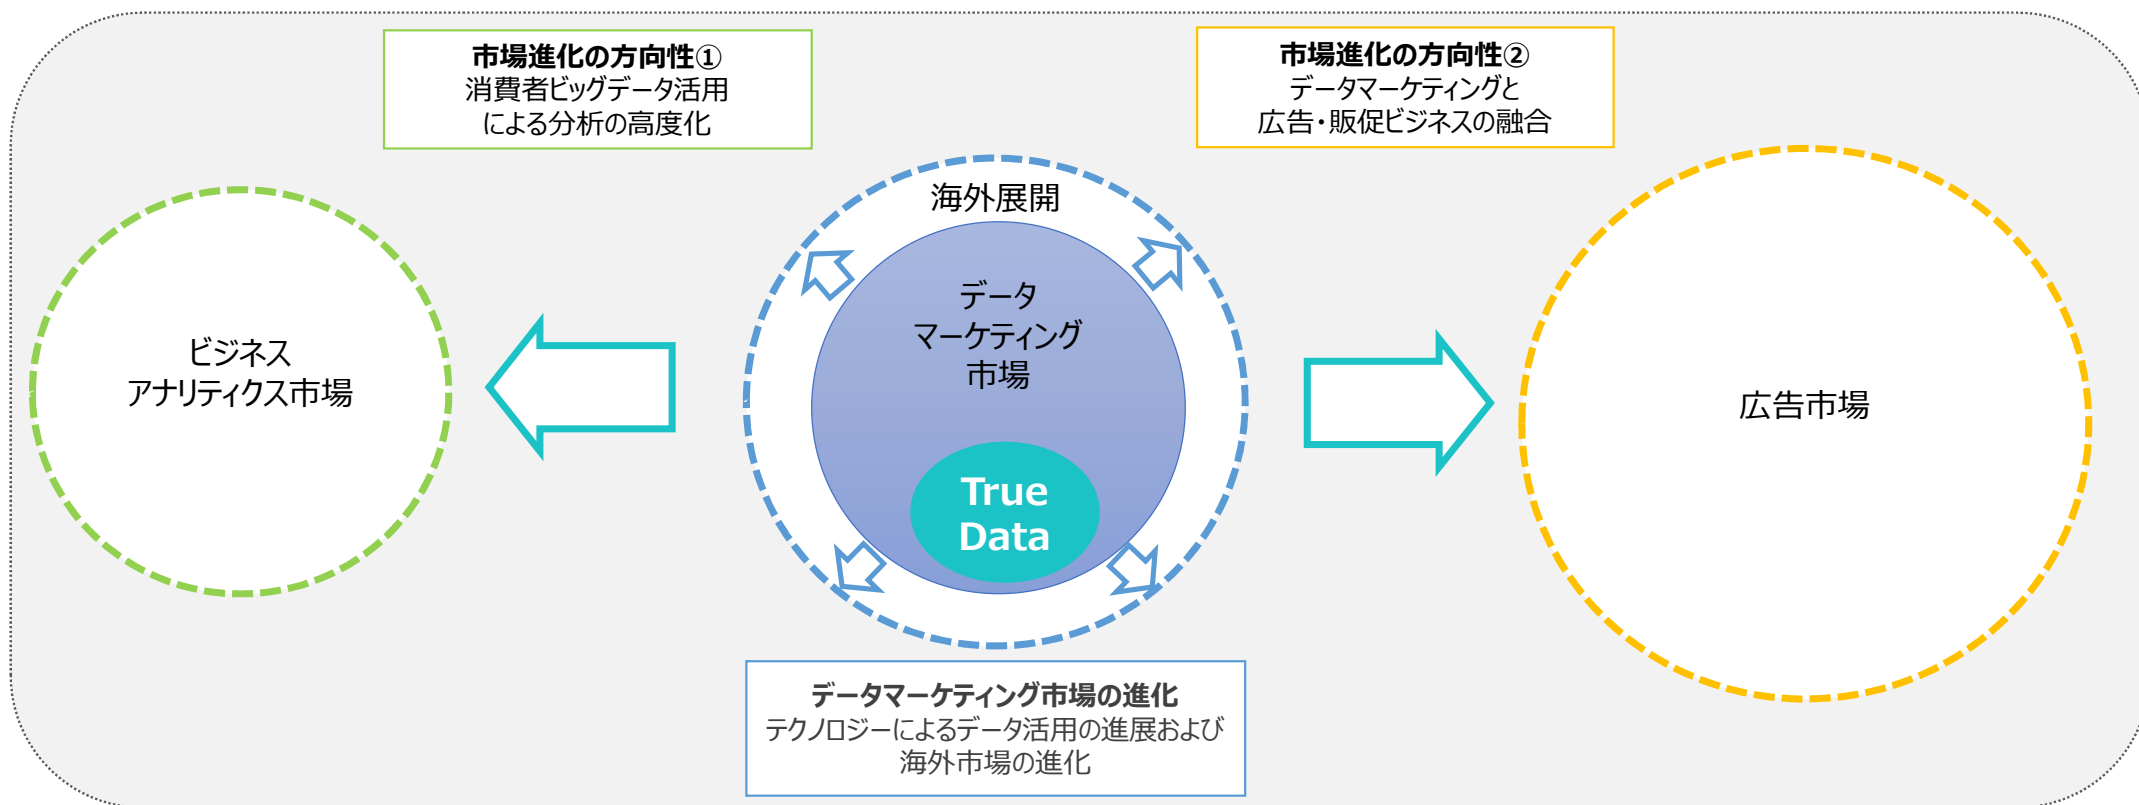 市場進化の方向性①
消費者ビッグデータ活用
による分析の高度化
市場進化の方向性②
データマーケティングと
広告・販促ビジネスの融合
海外展開
データ
マーケティング
市場
ビジネス
アナリティクス市場
広告市場
True
Data
データマーケティング市場の進化
テクノロジーによるデータ活用の進展および
海外市場の進化